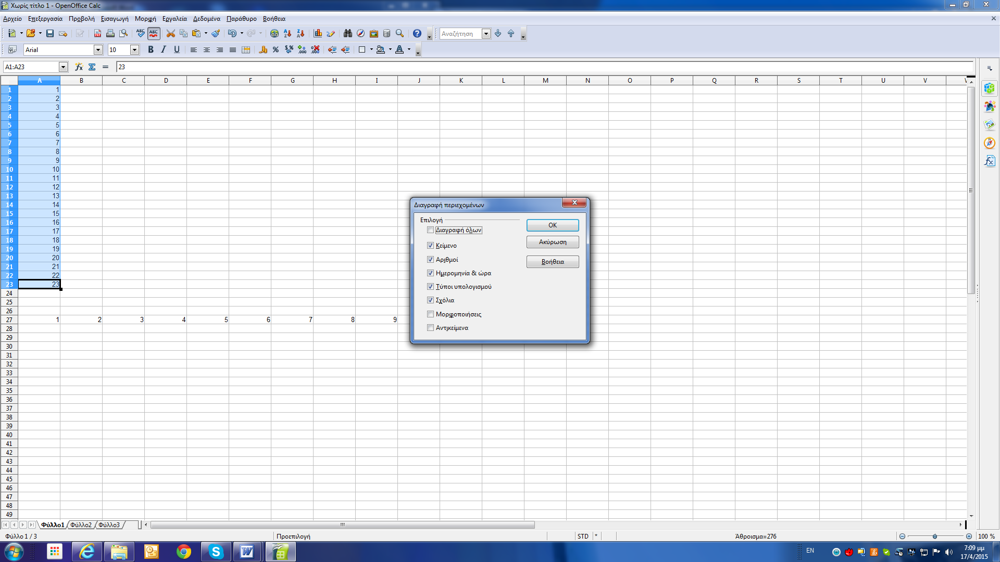 Χωρίς τίτλο 1 - OpenOffice Calc
Αρχείο Επεξεργασία Προβολή Εισαγωγή Μορφή Εργαλεία Δεδομένα Παράθυρο Βοήθεια
Αναζήτηση
Arial 10
A1:A23 23
A B C D E F G H I J K L M N O P Q R S T U V
1 1
2 2
3 3
4 4
5 5
6 6
7 7
8 8
9 9
10 10
11 11
12 12
13 13
14 14
15 15
16 16
17 17
18 18
19 19
20 20
21 21
22 22
23 23
24
25
26
27 1 2 3 4 5 6 7 8 9
28
29
30
31
32
33
34
35
36
37
38
39
40
41
42
43
44
45
46
47
48
49
Διαγραφή περιεχομένων
Επιλογή
Διαγραφή όλων
Κείμενο
Αριθμοί
Ημερομηνία & ώρα
Τύποι υπολογισμού
Σχόλια
Μορφοποιήσεις
Αντικείμενα
OK
Ακύρωση
Βοήθεια
Φύλλο1 Φύλλο2 Φύλλο3
Φύλλο 1 / 3 Προεπιλογή STD * Άθροισμα=276 100 %
EN 7:09 μμ
17/4/2015